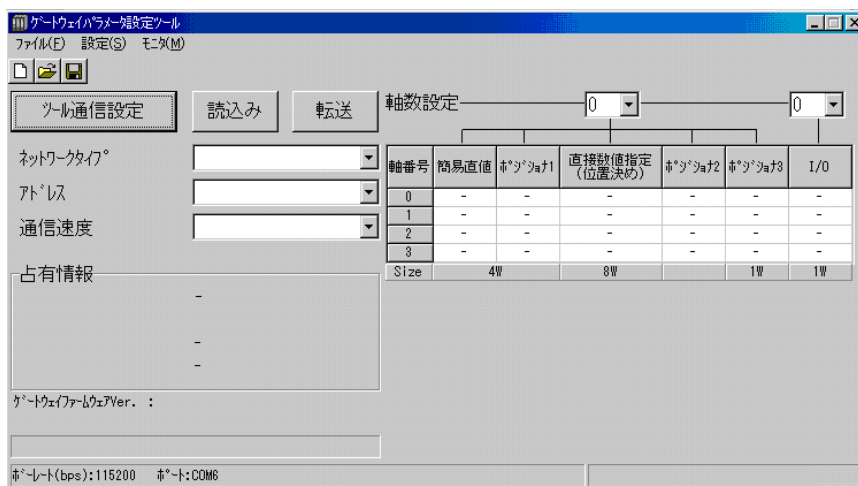 ｹﾞｰﾄｳｪｲﾊﾟﾗﾒｰﾀ設定ﾂｰﾙ
ﾌｧｲﾙ(F) 設定(S) ﾓﾆﾀ(M)
ﾂｰﾙ通信設定 読込み 転送
ﾈｯﾄﾜｰｸﾀｲﾌﾟ
ｱﾄﾞﾚｽ
通信速度
占有情報
-
-
-
ｹﾞｰﾄｳｪｲﾌｧｰﾑｳｪｱVer. :
軸数設定 0 0
軸番号 簡易直値 ﾎﾟｼﾞｼｮﾅ1 直接数値指定(位置決め) ﾎﾟｼﾞｼｮﾅ2 ﾎﾟｼﾞｼｮﾅ3 I/O
0 - - - - - -
1 - - - - - -
2 - - - - - -
3 - - - - - -
Size 4W 8W 1W 1W
ﾎﾞｰﾚｰﾄ(bps):115200 ﾎﾟｰﾄ:COM6